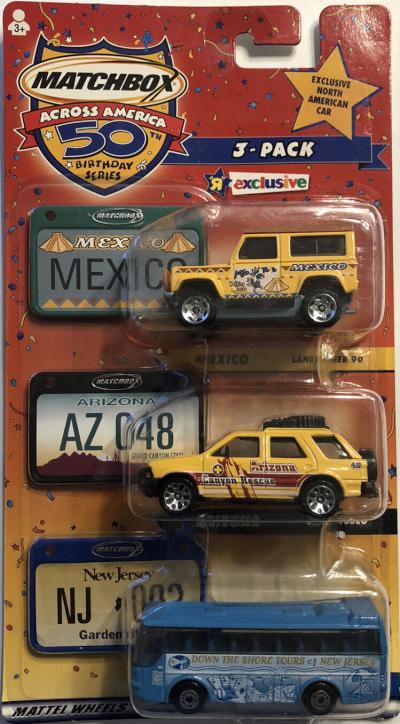 3+
MATCHBOX
ACROSS AMERICA
50TH
BIRTHDAY
SERIES
EXCLUSIVE
NORTH
AMERICAN
CAR
3-PACK
R exclusive
MATCHBOX
MEXICO
MEXICO
MEXICO
MEXICO
LAND ROVER 90
MATCHBOX
ARIZONA
AZ 048
GRAND CANYON STATE
Arizona
Canyon Rescue
ARIZONA
MATCHBOX
New Jersey
NJ
Garden
DOWN THE SHORE TOURS of NEW JERSEY
MATTEL WHEELS